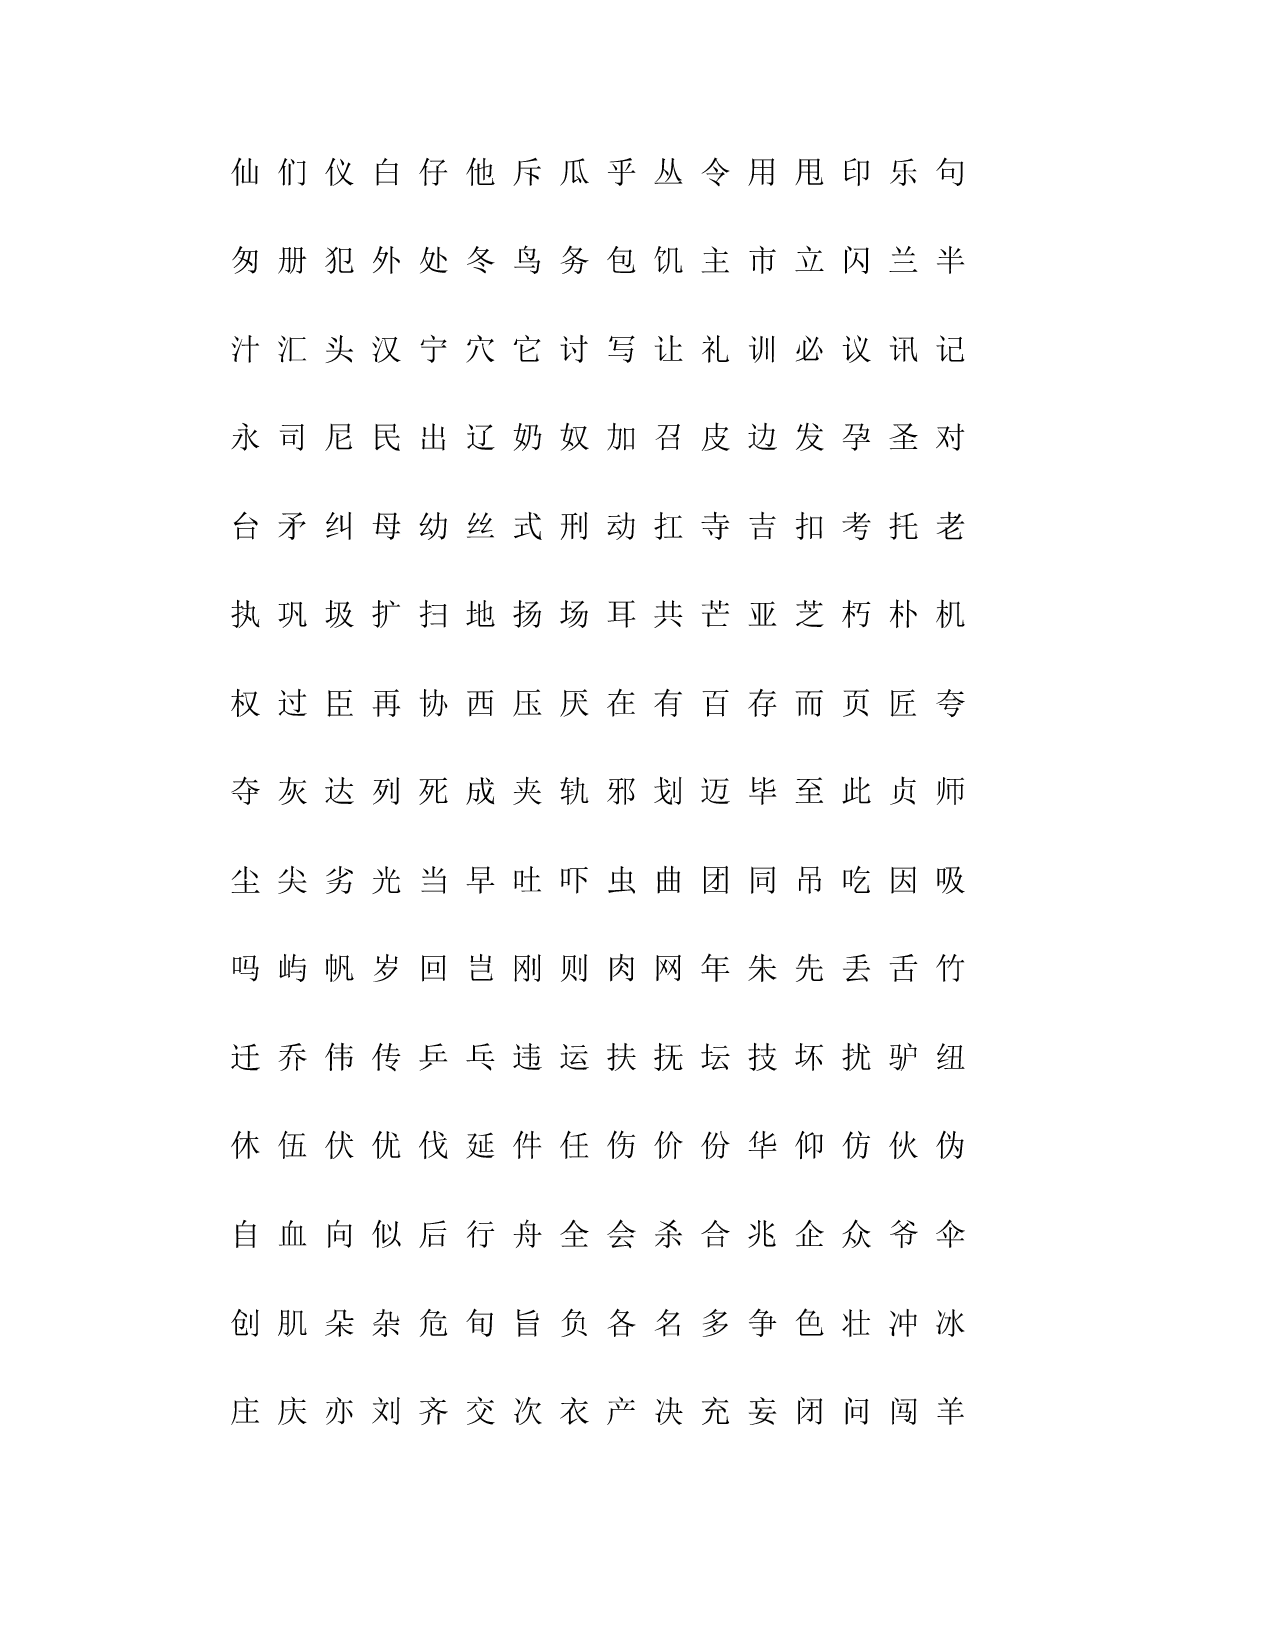 仙 们 仪 白 仔 他 斥 瓜 乎 丛 令 用 甩 印 乐 句
匆 册 犯 外 处 冬 鸟 务 包 饥 主 市 立 闪 兰 半
汁 汇 头 汉 宁 穴 它 讨 写 让 礼 训 必 议 讯 记
永 司 尼 民 出 辽 奶 奴 加 召 皮 边 发 孕 圣 对
台 矛 纠 母 幼 丝 式 刑 动 扛 寺 吉 扣 考 托 老
执 巩 圾 扩 扫 地 扬 场 耳 共 芒 亚 芝 朽 朴 机
权 过 臣 再 协 西 压 厌 在 有 百 存 而 页 匠 夸
夺 灰 达 列 死 成 夹 轨 邪 划 迈 毕 至 此 贞 师
尘 尖 劣 光 当 早 吐 吓 虫 曲 团 同 吊 吃 因 吸
吗 屿 帆 岁 回 岂 刚 则 肉 网 年 朱 先 丢 舌 竹
迁 乔 伟 传 乒 乓 违 运 扶 抚 坛 技 坏 扰 驴 纽
休 伍 伏 优 伐 延 件 任 伤 价 份 华 仰 仿 伙 伪
自 血 向 似 后 行 舟 全 会 杀 合 兆 企 众 爷 伞
创 肌 朵 杂 危 旬 旨 负 各 名 多 争 色 壮 冲 冰
庄 庆 亦 刘 齐 交 次 衣 产 决 充 妄 闭 问 闯 羊